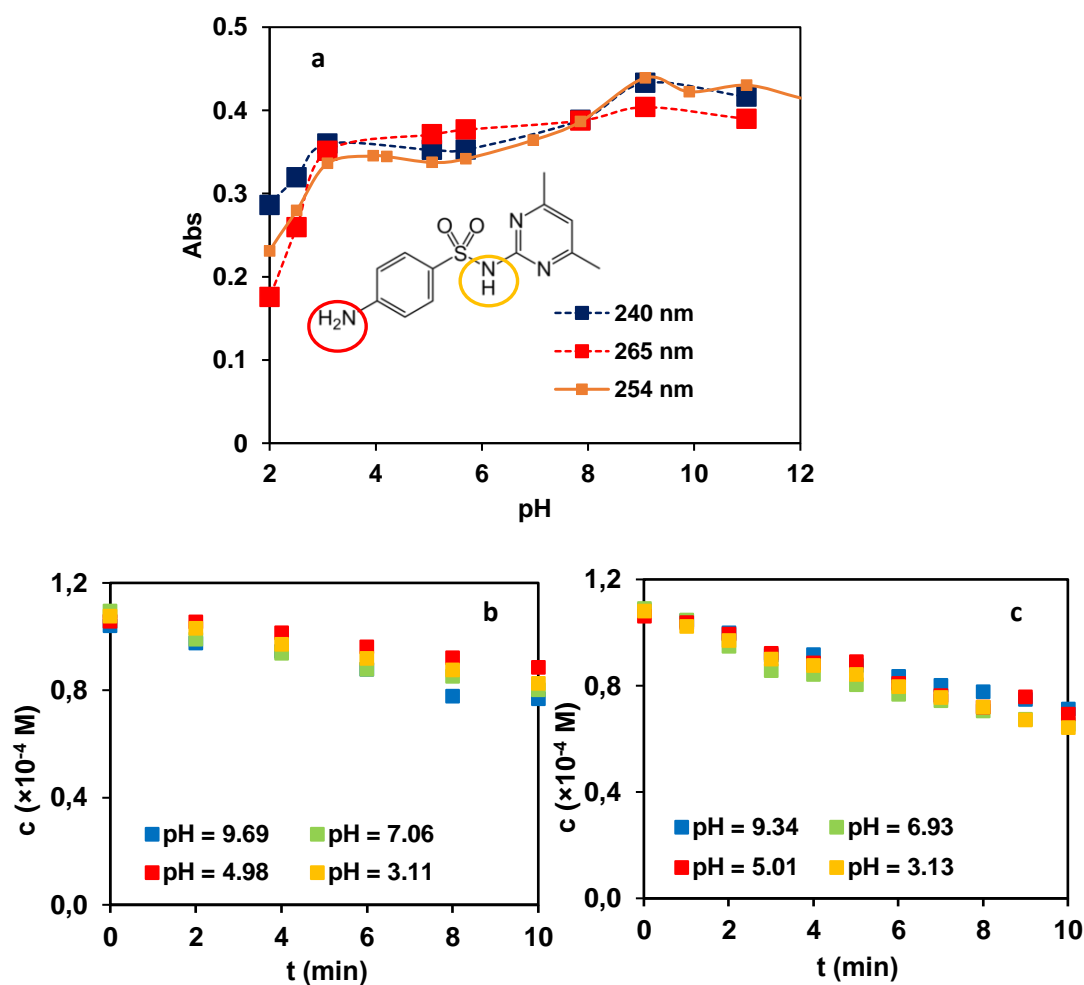 0.5
a
0.4
0.3
Abs
0.2
0.1
0
O O
S
N
N
N
H
H₂N
240 nm
265 nm
254 nm
2 4 6 8 10 12
pH
1,2
b
0,8
c (×10⁻⁴ M)
0,4
pH = 9.69 pH = 7.06
pH = 4.98 pH = 3.11
0,0
0 2 4 6 8 10
t (min)
1,2
c
0,8
c (×10⁻⁴ M)
0,4
pH = 9.34 pH = 6.93
pH = 5.01 pH = 3.13
0,0
0 2 4 6 8 10
t (min)